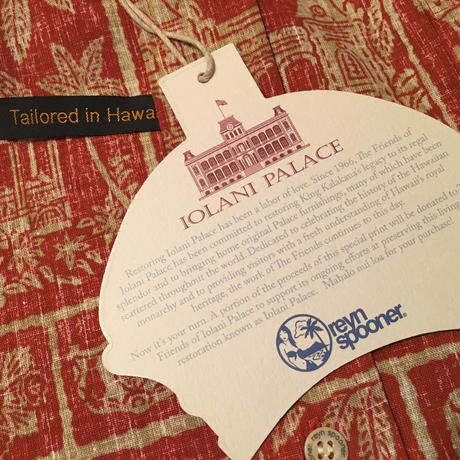 Tailored in Hawai
IOLANI PALACE
Restoring Iolani Palace has been a labor of love. Since 1966, The Friends of
Iolani Palace has been committed to restoring King Kalakaua's legacy to its regal
splendor and to bringing home original Palace furnishings, many of which have been
scattered throughout the world. Dedicated to celebrating the history of the Hawaiian
monarchy and to providing visitors with a fresh understanding of Hawaii's royal
heritage, the work of The Friends continues to this day.
Now it's your turn. A portion of the proceeds of this special print will be donated to
Friends of Iolani Palace to support its ongoing efforts at preserving this living
restoration known as Iolani Palace. Mahalo nui loa for your purchase!
reyn
spooner®
reyn spooner